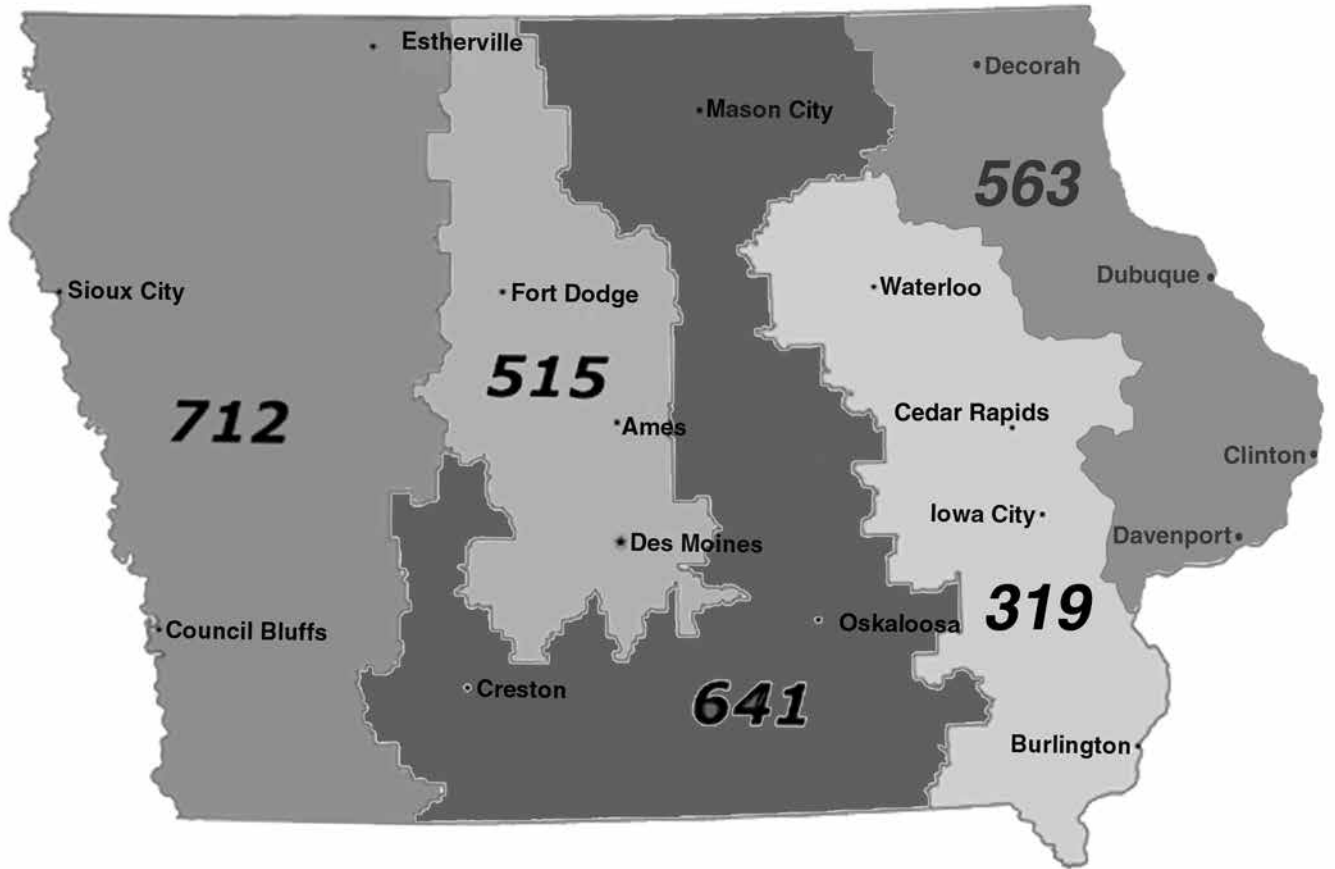 Estherville
Decorah
Mason City
563
Dubuque
Sioux City
Fort Dodge
Waterloo
515
712
Cedar Rapids
Ames
Clinton
Iowa City
Des Moines
Davenport
319
Oskaloosa
Council Bluffs
Creston
641
Burlington